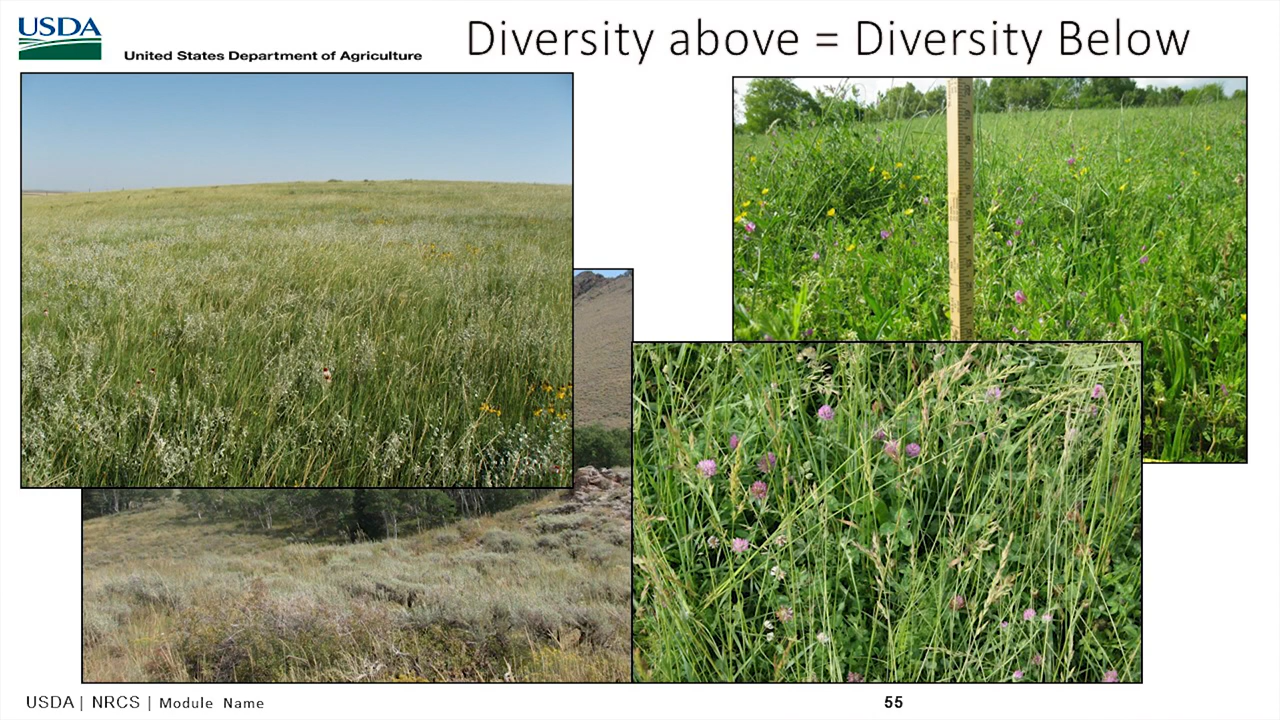 USDA
United States Department of Agriculture
Diversity above = Diversity Below
USDA | NRCS | Module Name
55